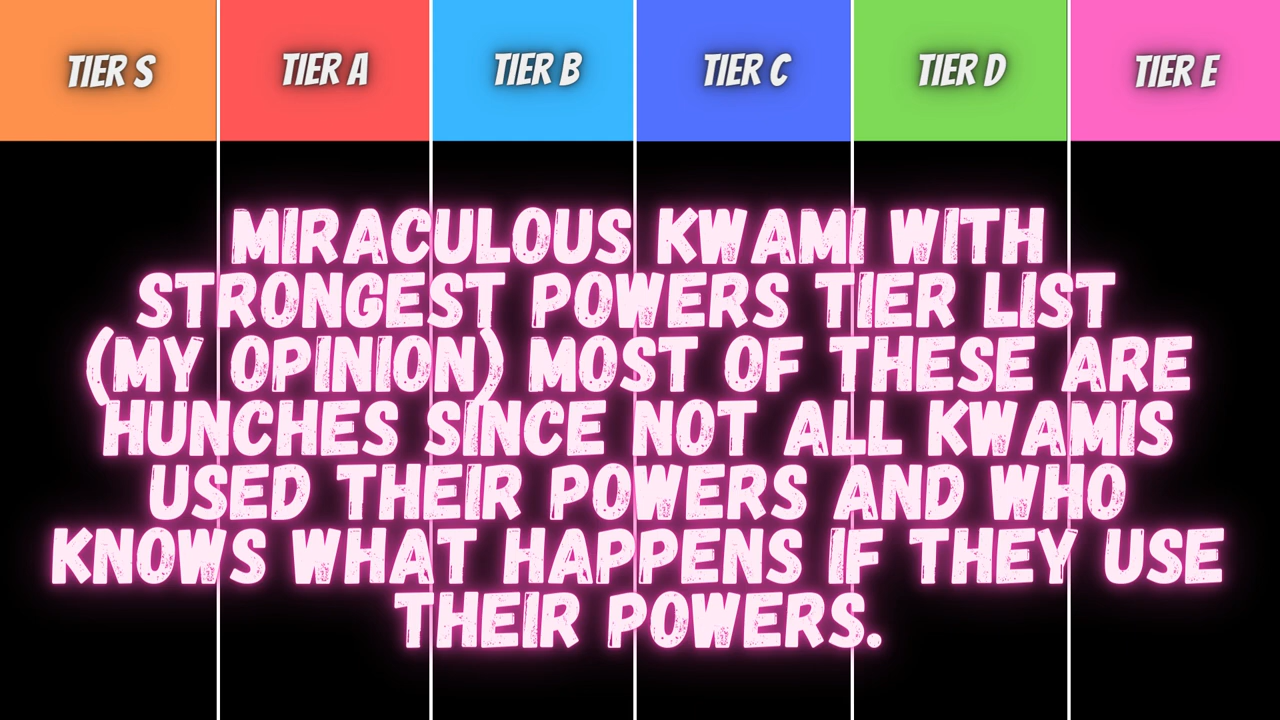 TIER S
TIER A
TIER B
TIER C
TIER D
TIER E
MIRACULOUS KWAMI WITH
STRONGEST POWERS TIER LIST
(MY OPINION) MOST OF THESE ARE
HUNCHES SINCE NOT ALL KWAMIS
USED THEIR POWERS AND WHO
KNOWS WHAT HAPPENS IF THEY USE
THEIR POWERS.